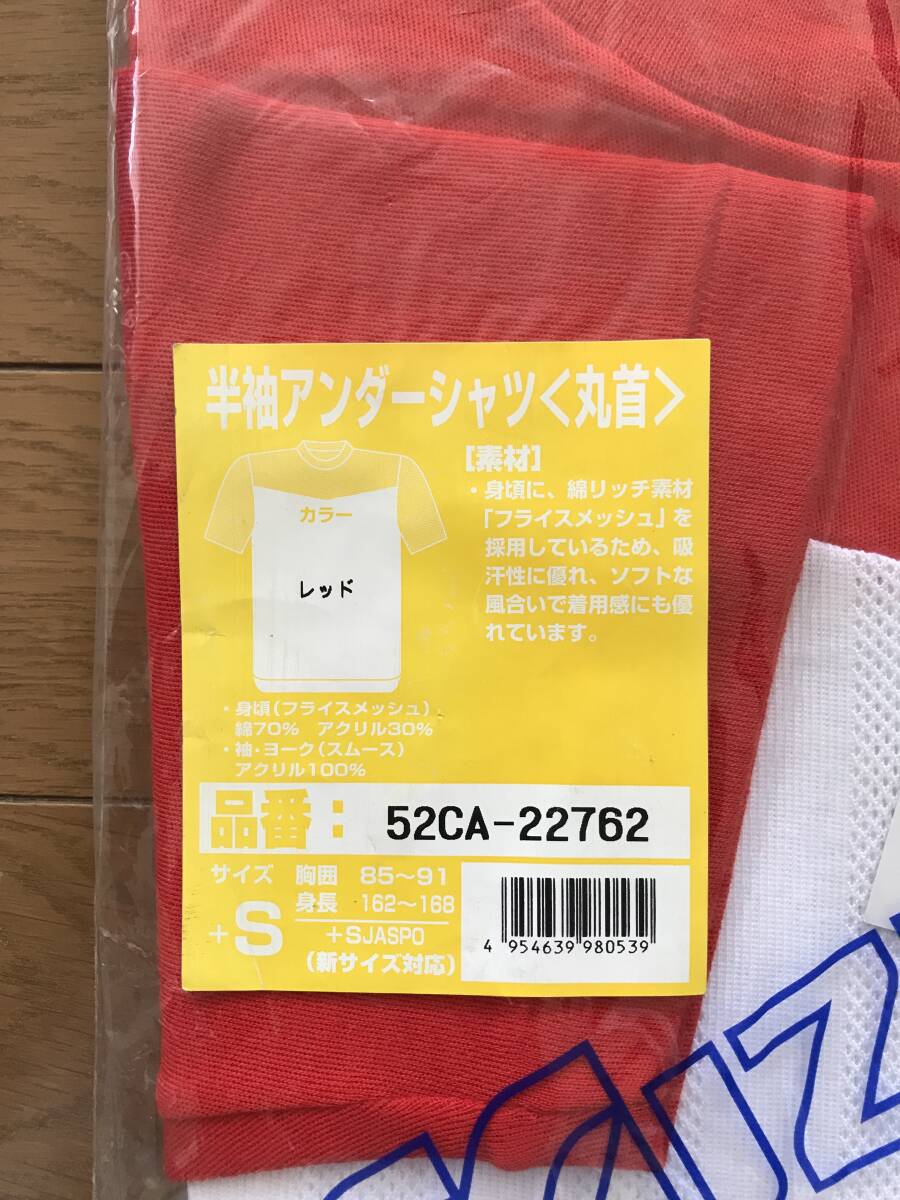 半袖アンダーシャツ<丸首>
カラー
レッド
[素材]
・身頃に、綿リッチ素材
「フライスメッシュ」を
採用しているため、吸
汗性に優れ、ソフトな
風合いで着用感にも優
れています。
・身頃(フライスメッシュ)
綿70% アクリル30%
・袖・ヨーク(スムース)
アクリル100%
品番: 52CA-22762
サイズ 胸囲 85〜91
身長 162〜168
+S +SJASPO
(新サイズ対応)
4 954639 980539